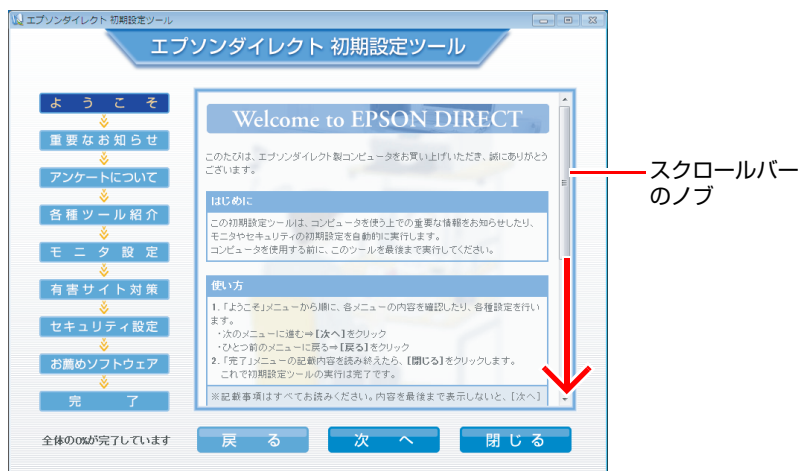 エプソンダイレクト 初期設定ツール
エプソンダイレクト 初期設定ツール
ようこそ
重要なお知らせ
アンケートについて
各種ツール紹介
モニタ設定
有害サイト対策
セキュリティ設定
お薦めソフトウェア
完了
Welcome to EPSON DIRECT
このたびは、エプソンダイレクト製コンピュータをお買い上げいただき、誠にありがとう
ございます。
はじめに
この初期設定ツールは、コンピュータを使う上での重要な情報をお知らせしたり、
モニタやセキュリティの初期設定を自動的に実行します。
コンピュータを使用する前に、このツールを最後まで実行してください。
使い方
1.「ようこそ」メニューから順に、各メニューの内容を確認したり、各種設定を行い
ます。
・次のメニューに進む⇒[次へ]をクリック
・ひとつ前のメニューに戻る⇒[戻る]をクリック
2.「完了」メニューの記載内容を読み終えたら、[閉じる]をクリックします。
これで初期設定ツールの実行は完了です。
※記載事項はすべてお読みください。内容を最後まで表示しないと、[次へ]
スクロールバー
のノブ
全体の0%が完了しています
戻る
次へ
閉じる